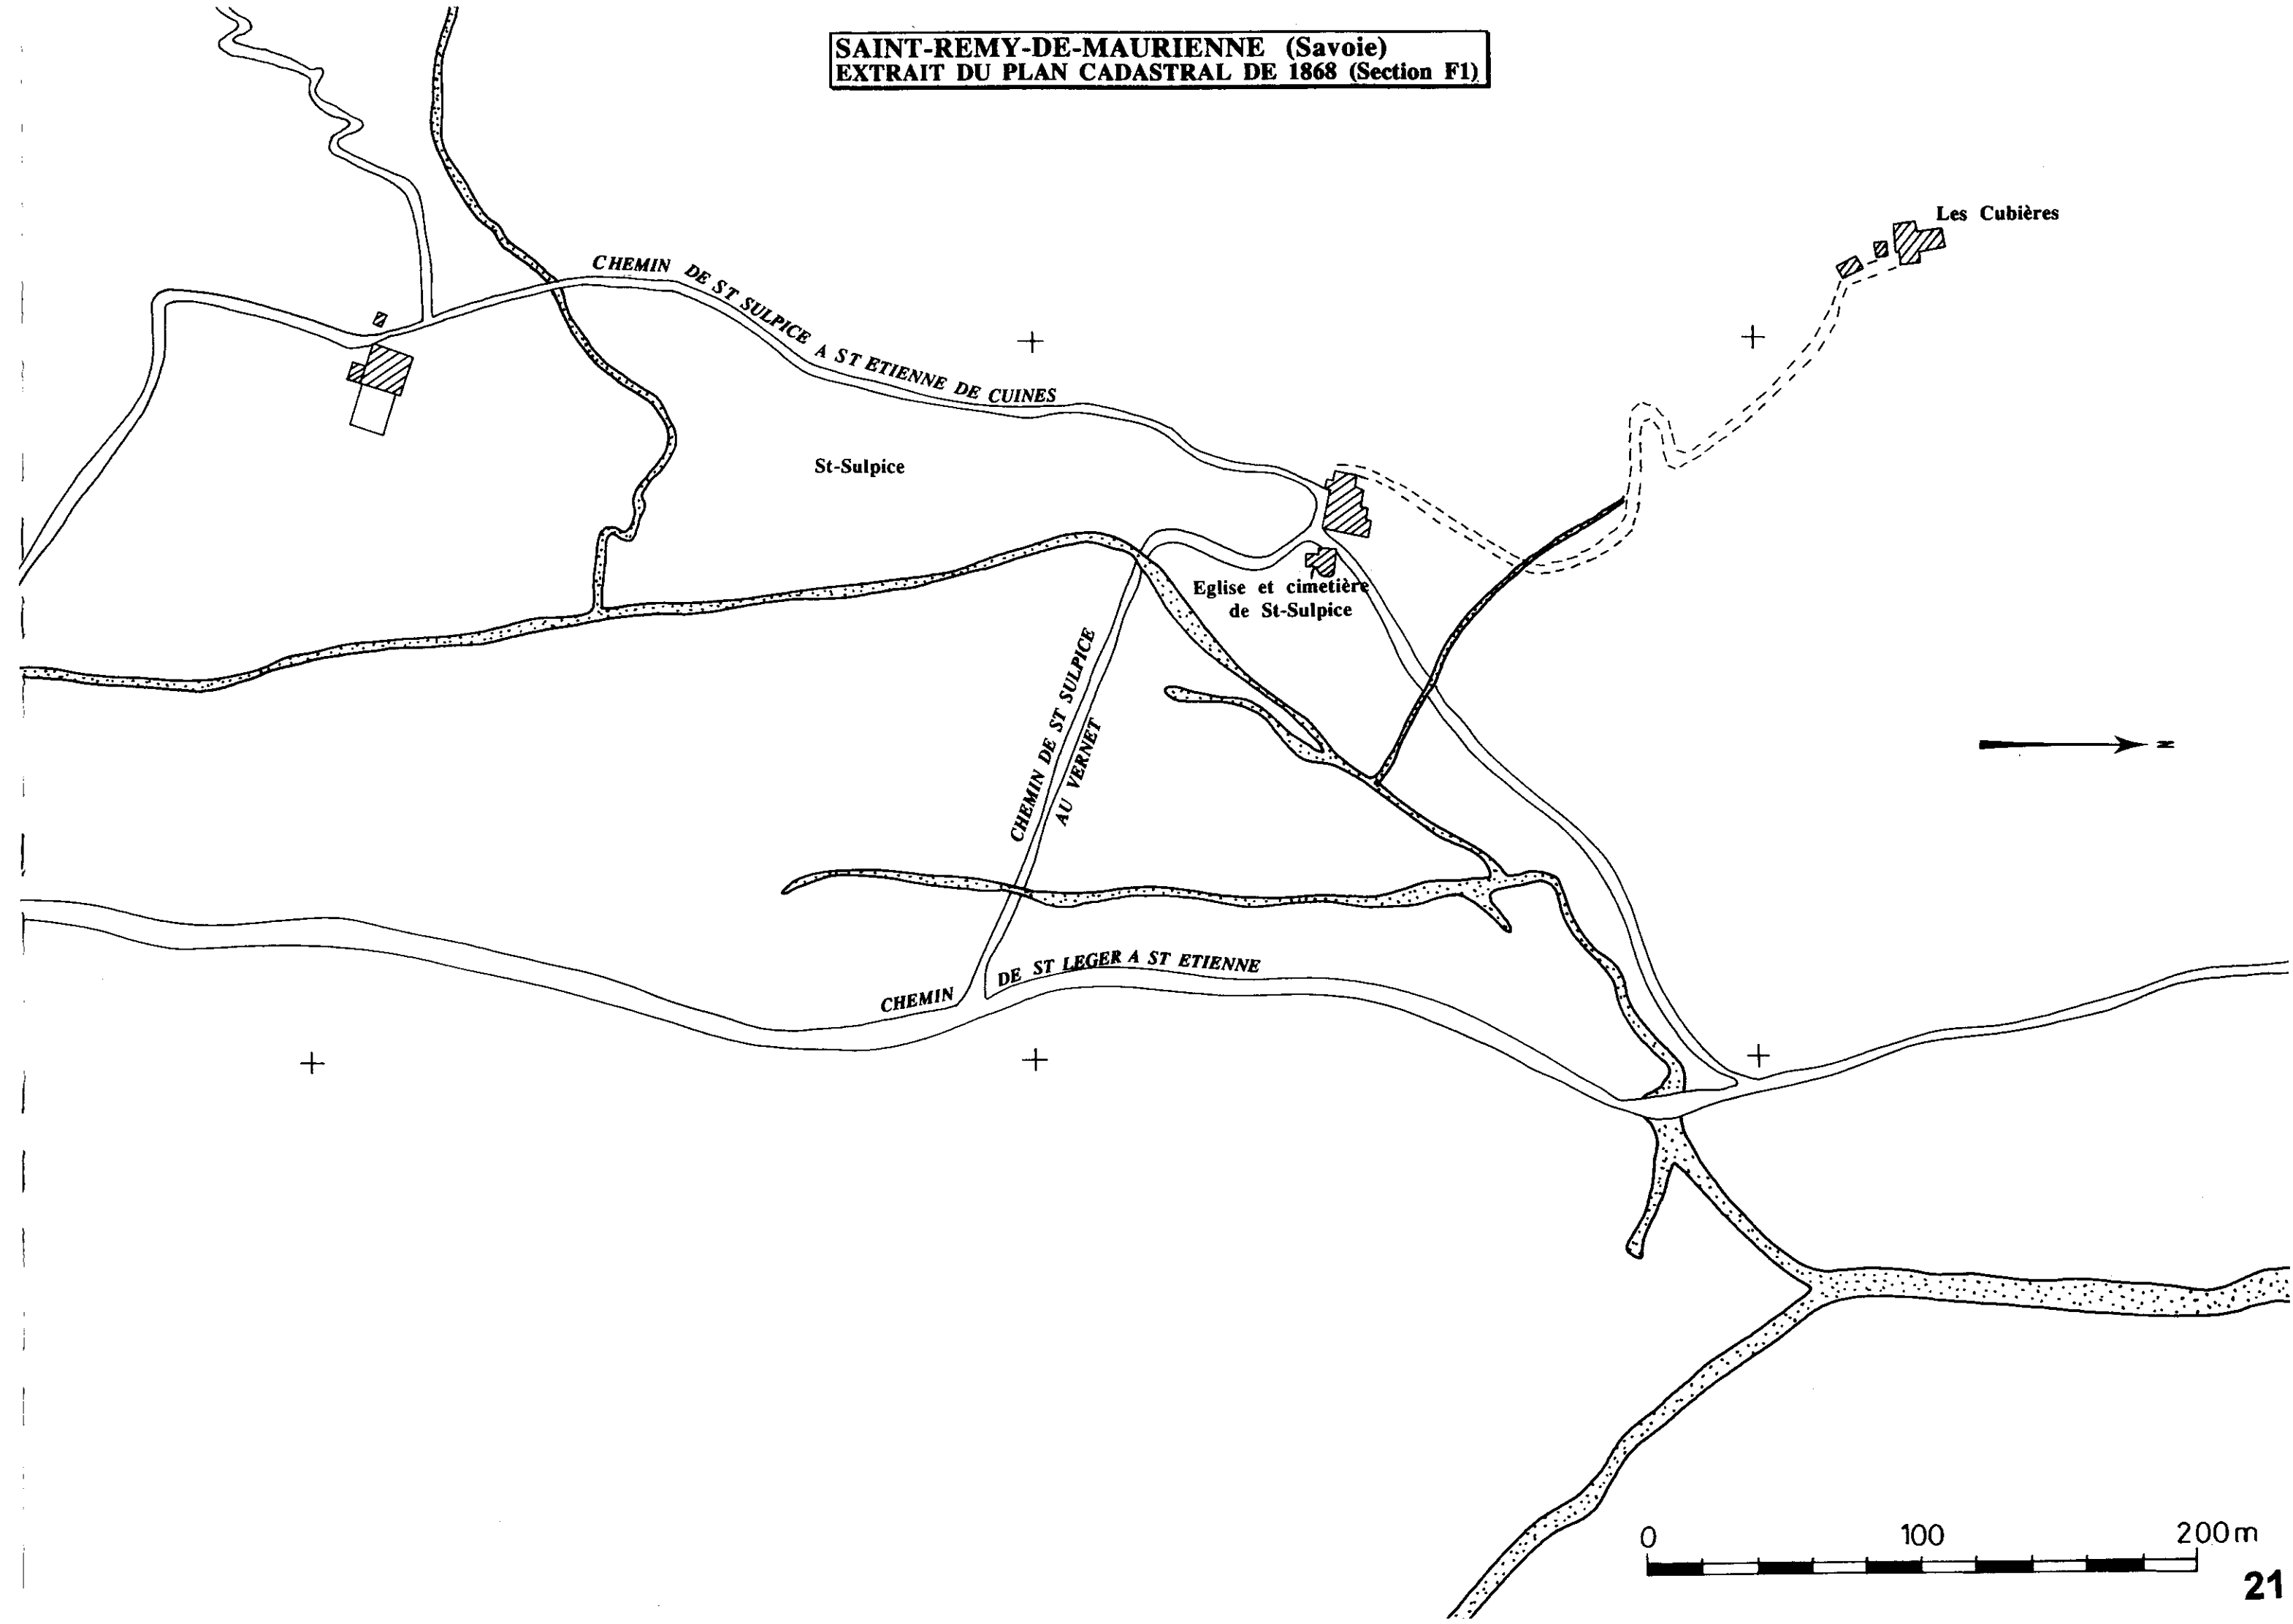 SAINT-REMY-DE-MAURIENNE (Savoie)
EXTRAIT DU PLAN CADASTRAL DE 1868 (Section F1)
Les Cubières
CHEMIN DE ST SULPICE A ST ETIENNE DE CUINES
St-Sulpice
Eglise et cimetière
de St-Sulpice
CHEMIN DE ST SULPICE
AU VERNET
N
CHEMIN DE ST LEGER A ST ETIENNE
0 100 200m
21